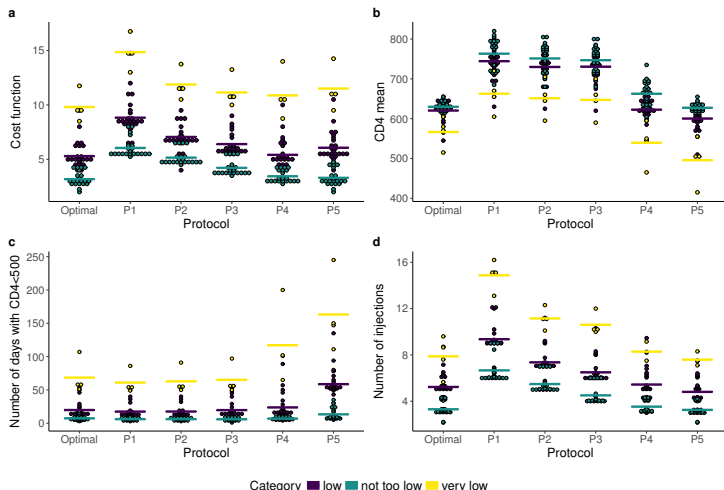 a
Cost function
15
10
5
Optimal P1 P2 P3 P4 P5
Protocol
b
CD4 mean
800
700
600
500
400
Optimal P1 P2 P3 P4 P5
Protocol
c
Number of days with CD4<500
250
200
150
100
50
0
Optimal P1 P2 P3 P4 P5
Protocol
d
Number of injections
16
12
8
4
Optimal P1 P2 P3 P4 P5
Protocol
Category low not too low very low